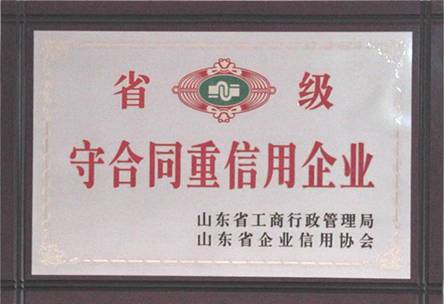 省级
守合同重信用企业
山东省工商行政管理局
山东省企业信用协会